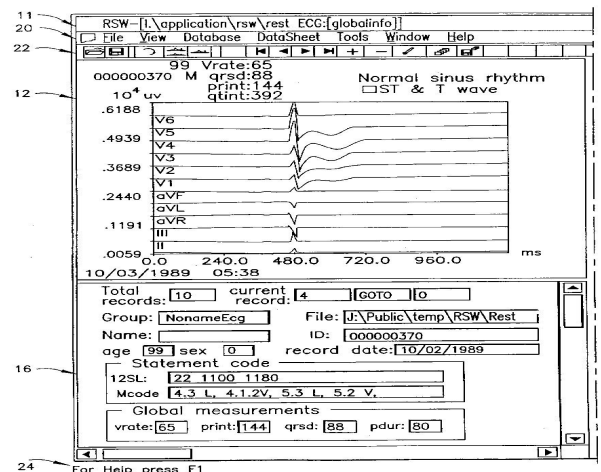 11
RSW-[I.\application\rsw\rest ECG:[globalinfo]]
20
File View Database DataSet Tools Window Help
22
99 Vrate:65
000000370 M qrsd:88
print:144
qtint:392
Normal sinus rhythm
ST & T wave
12
10⁴ uv
.6188
V6
V5
.4939
V4
V3
.3689
V2
V1
.2440
aVF
aVL
aVR
.1191
III
II
.0059
0.0 240.0 480.0 720.0 960.0 ms
10/03/1989 05:38
Total records: 10 current record: 4 GOTO 0
Group: NonameEcg File: J:\Public\temp\RSW\Rest
Name: ID: 000000370
age 99 sex 0 record date: 10/02/1989
16
Statement code
12SL: 22 1100 1180
Mcode 4.3 L, 4.1.2V, 5.3 L, 5.2 V,
Global measurements
vrate: 65 print: 144 qrsd: 88 pdur: 80
24
For Help press F1